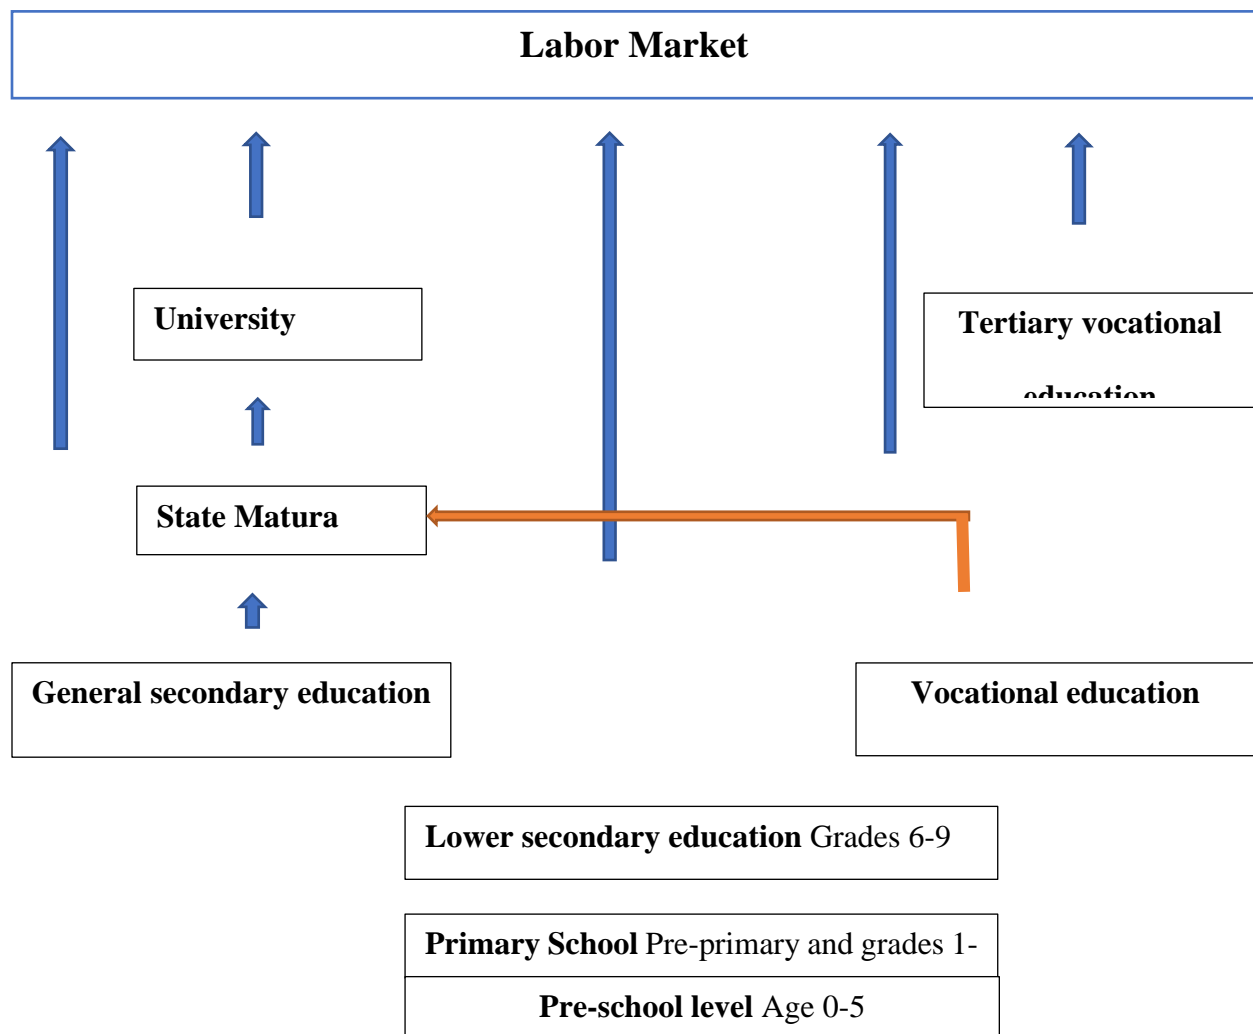 Labor Market
University
Tertiary vocational
education
State Matura
General secondary education
Vocational education
Lower secondary education Grades 6-9
Primary School Pre-primary and grades 1-
Pre-school level Age 0-5